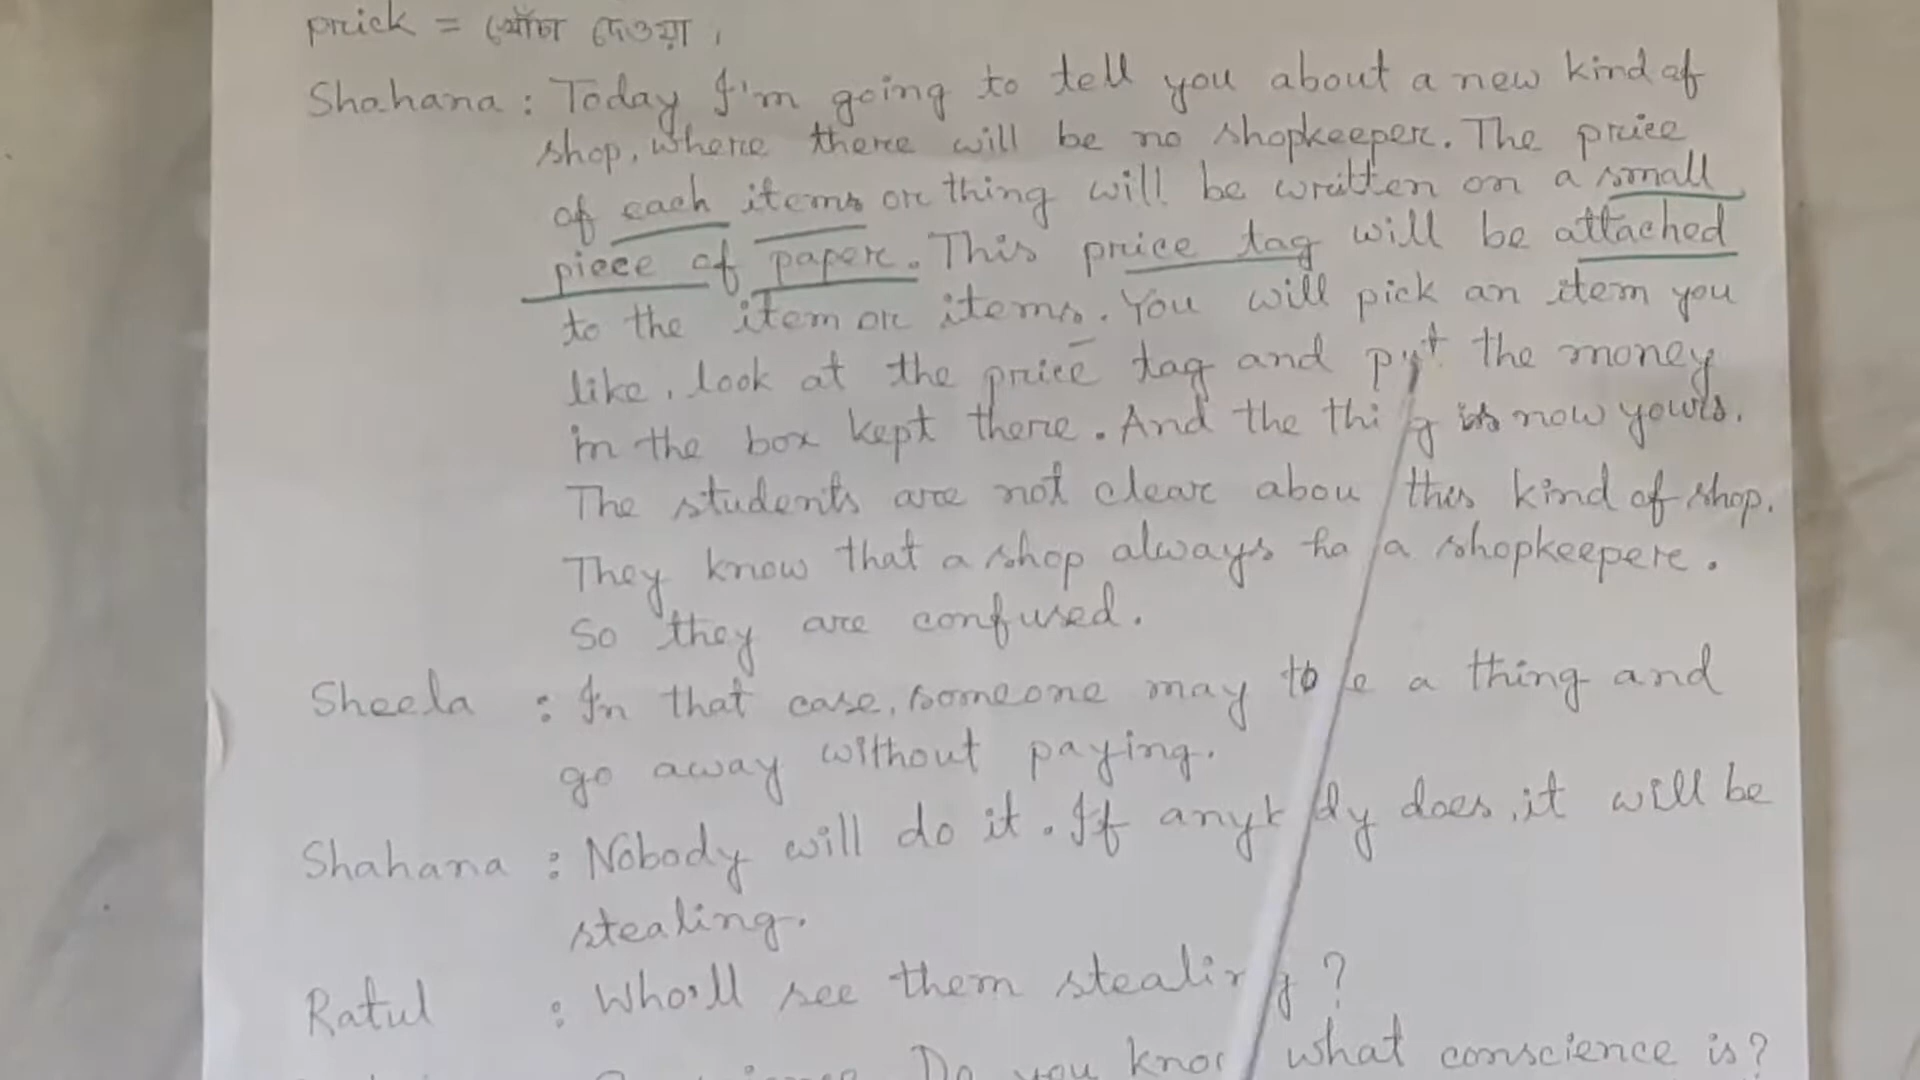 prick = খোঁচা দেওয়া।
Shahana : Today I'm going to tell you about a new kind of
shop, where there will be no shopkeeper. The price
of each items or thing will be written on a small
piece of paper. This price tag will be attached
to the item or items. You will pick an item you
like, look at the price tag and put the money
in the box kept there. And the thing is now yours.
The students are not clear about this kind of shop.
They know that a shop always has a shopkeeper.
So they are confused.
Sheela : In that case, someone may take a thing and
go away without paying.
Shahana : Nobody will do it. If anybody does, it will be
stealing.
Ratul : Who'll see them stealing?
Do you know what conscience is?